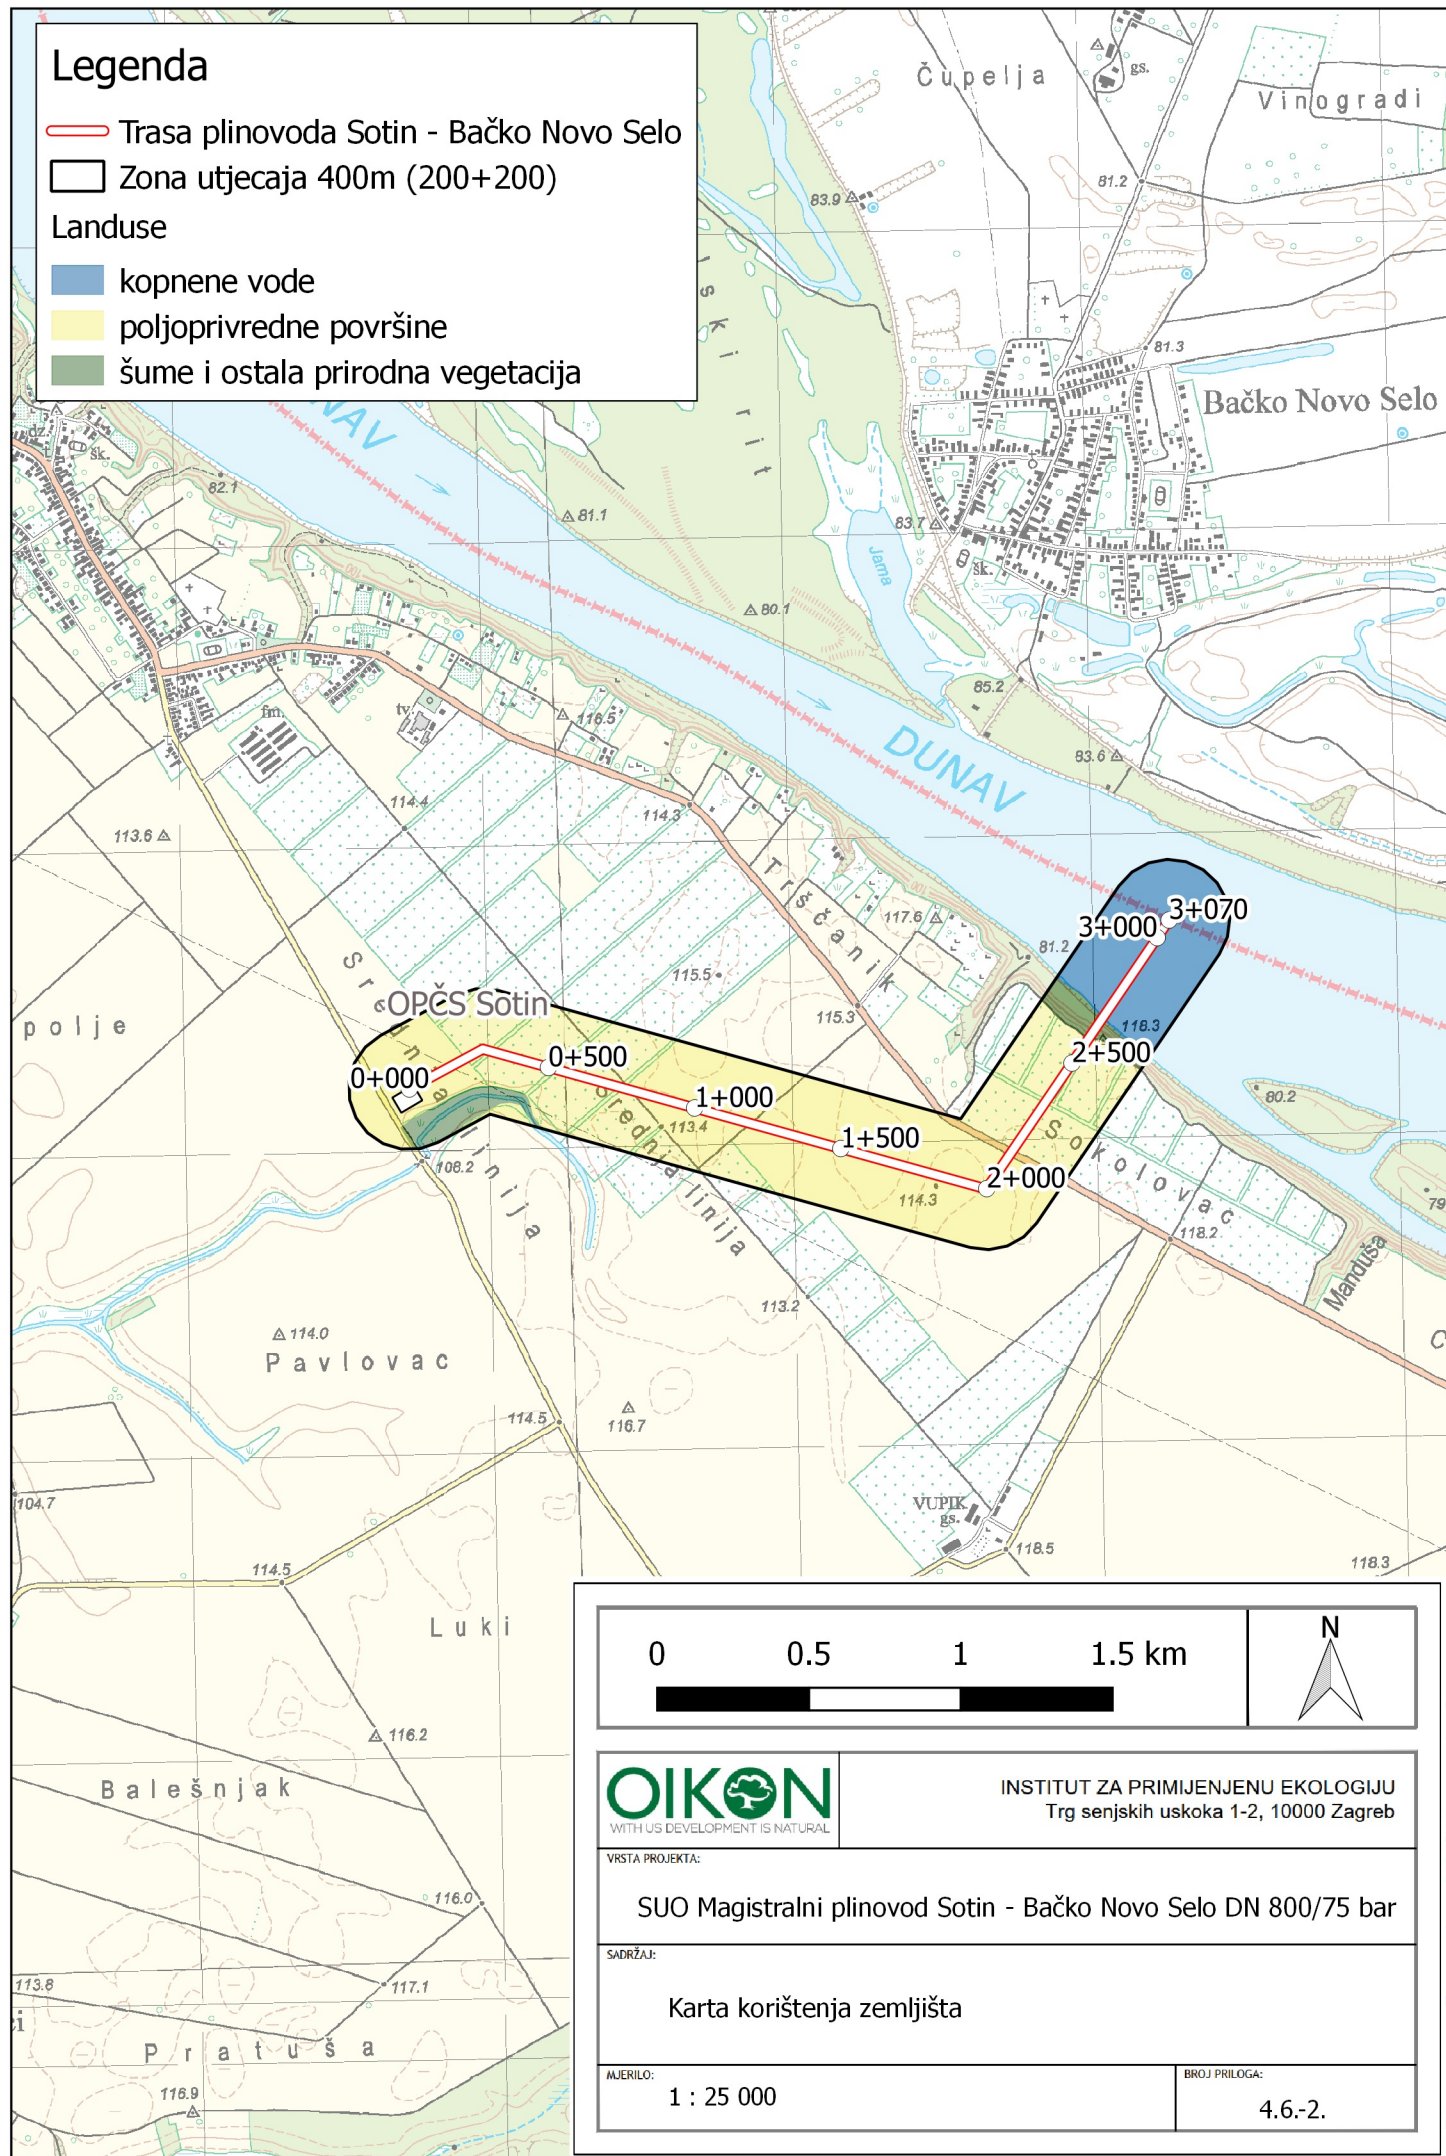 Legenda
Trasa plinovoda Sotin - Bačko Novo Selo
Zona utjecaja 400m (200+200)
Landuse
kopnene vode
poljoprivredne površine
šume i ostala prirodna vegetacija
Čupelja
gs.
Vinogradi
81.2
83.9
81.3
Bačko Novo Selo
dz.
šk.
82.1
81.1
83.7
Jama
šk.
80.1
85.2
fm.
tv.
116.5
DUNAV
83.6
114.4
114.3
113.6
Trščanik
117.6
3+070
3+000
81.2
115.5
OPČS Sotin
115.3
118.3
polje
0+500
2+500
0+000
1+000
80.2
113.4
1+500
Sokolovac
108.2
Srednja linija
114.3
2+000
79
118.2
Manduša
113.2
114.0
Pavlovac
114.5
116.7
104.7
VUPIK
gs.
118.5
118.3
114.5
Luki
0 0.5 1 1.5 km
N
116.2
Balešnjak
OIKON
WITH US DEVELOPMENT IS NATURAL
INSTITUT ZA PRIMIJENJENU EKOLOGIJU
Trg senjskih uskoka 1-2, 10000 Zagreb
VRSTA PROJEKTA:
SUO Magistralni plinovod Sotin - Bačko Novo Selo DN 800/75 bar
116.0
SADRŽAJ:
Karta korištenja zemljišta
113.8
117.1
Pratuša
116.9
MJERILO:
1 : 25 000
BROJ PRILOGA:
4.6.-2.